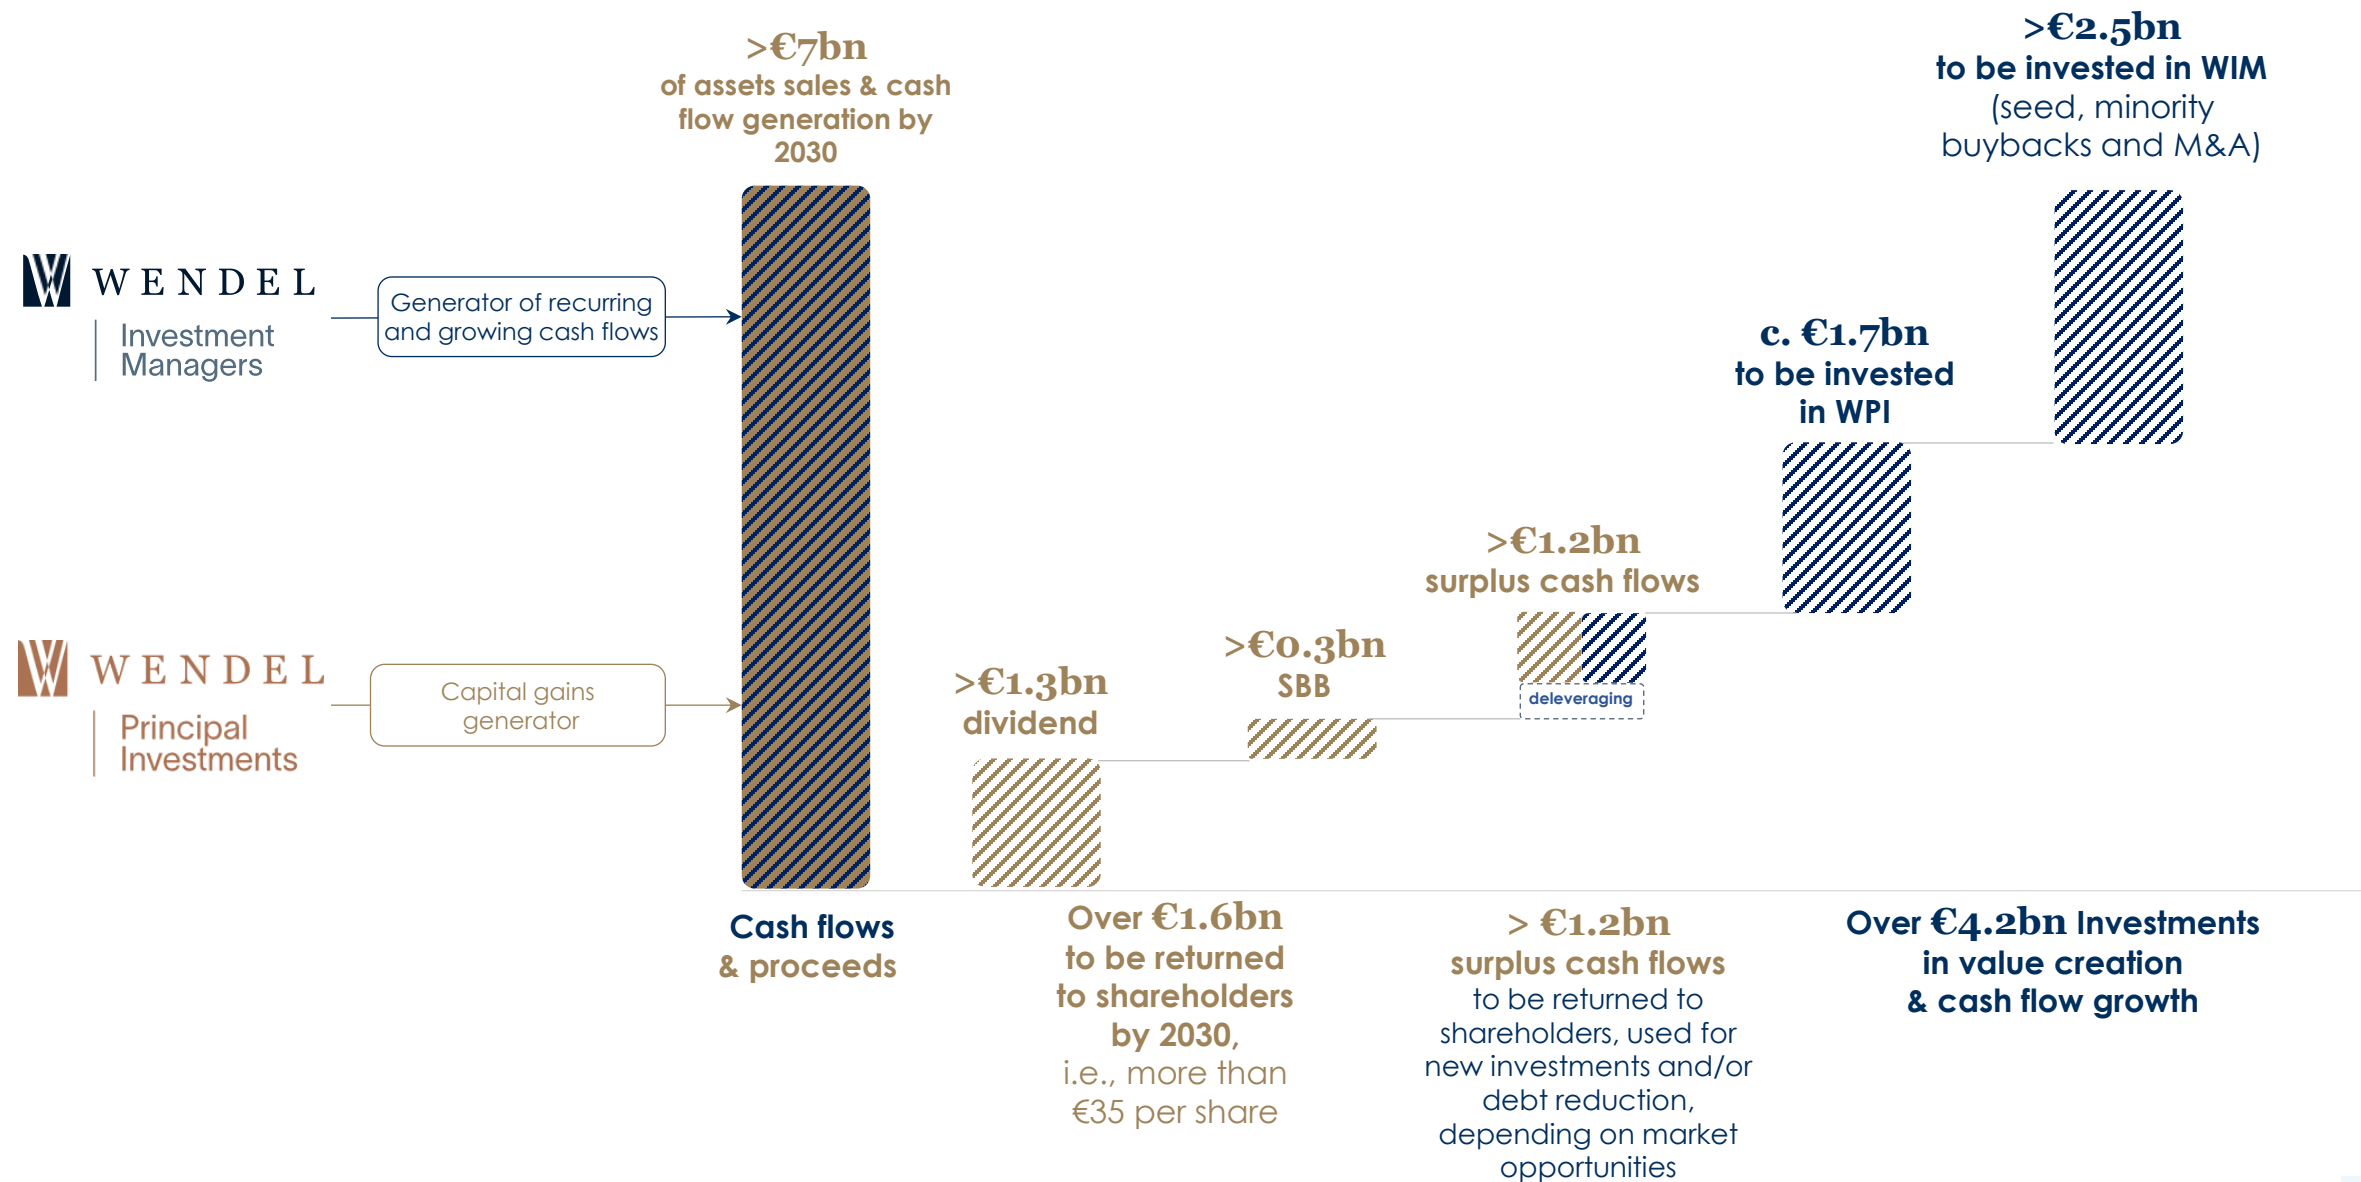 >€7bn
of assets sales & cash
flow generation by
2030
>€2.5bn
to be invested in WIM
(seed, minority
buybacks and M&A)
WENDEL
Investment
Managers
Generator of recurring
and growing cash flows
c. €1.7bn
to be invested
in WPI
>€1.2bn
surplus cash flows
deleveraging
>€0.3bn
SBB
>€1.3bn
dividend
WENDEL
Principal
Investments
Capital gains
generator
Cash flows
& proceeds
Over €1.6bn
to be returned
to shareholders
by 2030,
i.e., more than
€35 per share
> €1.2bn
surplus cash flows
to be returned to
shareholders, used for
new investments and/or
debt reduction,
depending on market
opportunities
Over €4.2bn Investments
in value creation
& cash flow growth